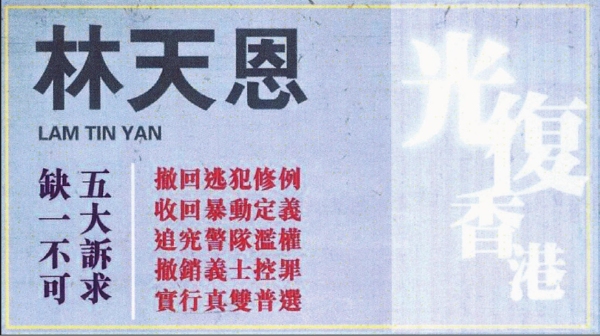 林天恩
LAM TIN YAN
五大訴求
缺一不可
撤回逃犯修例
收回暴動定義
追究警隊濫權
撤銷義士控罪
實行真雙普選
光復
香港